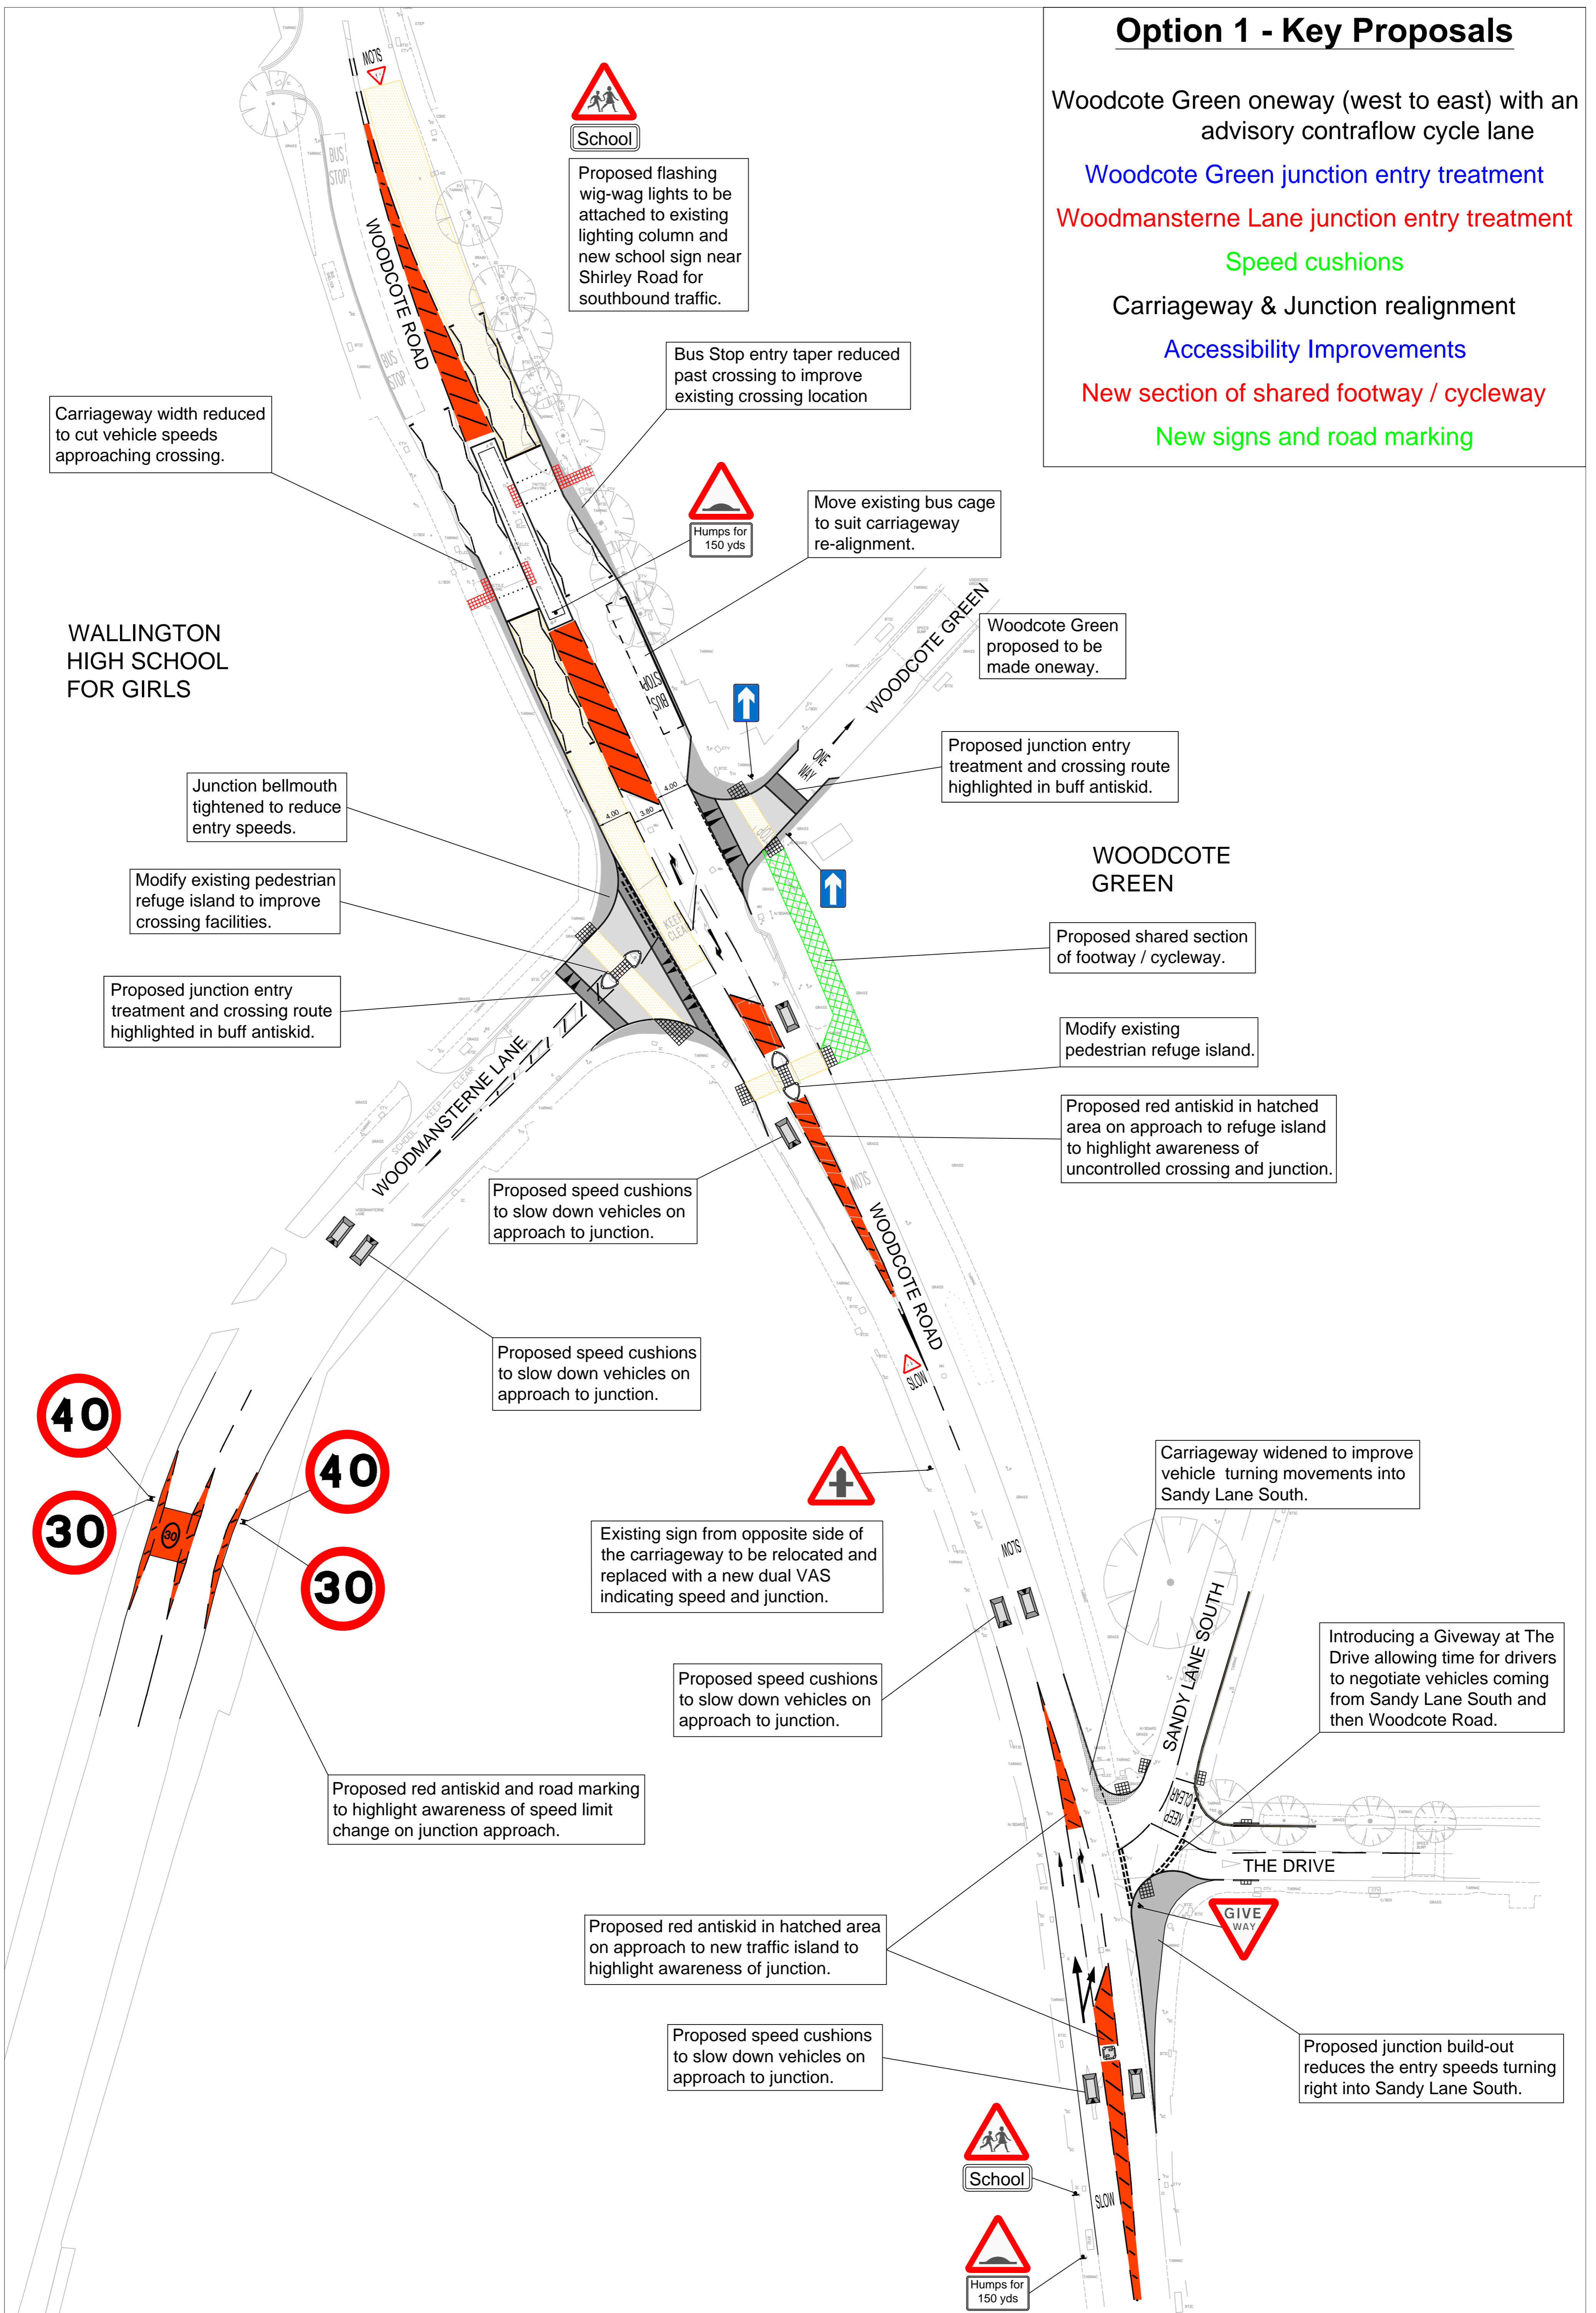 Option 1 - Key Proposals
Woodcote Green oneway (west to east) with an
advisory contraflow cycle lane
Woodcote Green junction entry treatment
Woodmansterne Lane junction entry treatment
Speed cushions
Carriageway & Junction realignment
Accessibility Improvements
New section of shared footway / cycleway
New signs and road marking
SLOW
School
Proposed flashing
wig-wag lights to be
attached to existing
lighting column and
new school sign near
Shirley Road for
southbound traffic.
BUS
STOP
WOODCOTE ROAD
BUS
STOP
Bus Stop entry taper reduced
past crossing to improve
existing crossing location
Carriageway width reduced
to cut vehicle speeds
approaching crossing.
Humps for
150 yds
Move existing bus cage
to suit carriageway
re-alignment.
WALLINGTON
HIGH SCHOOL
FOR GIRLS
BUS
STOP
WOODCOTE GREEN
Woodcote Green
proposed to be
made oneway.
ONE
WAY
Proposed junction entry
treatment and crossing route
highlighted in buff antiskid.
Junction bellmouth
tightened to reduce
entry speeds.
4.00
3.80
4.00
WOODCOTE
GREEN
Modify existing pedestrian
refuge island to improve
crossing facilities.
KEEP
CLEAR
Proposed shared section
of footway / cycleway.
Proposed junction entry
treatment and crossing route
highlighted in buff antiskid.
Modify existing
pedestrian refuge island.
WOODMANSTERNE LANE
SCHOOL KEEP CLEAR
Proposed red antiskid in hatched
area on approach to refuge island
to highlight awareness of
uncontrolled crossing and junction.
Proposed speed cushions
to slow down vehicles on
approach to junction.
SLOW
WOODCOTE ROAD
Proposed speed cushions
to slow down vehicles on
approach to junction.
SLOW
40
40
30
30
30
Carriageway widened to improve
vehicle turning movements into
Sandy Lane South.
Existing sign from opposite side of
the carriageway to be relocated and
replaced with a new dual VAS
indicating speed and junction.
SLOW
SANDY LANE SOUTH
Introducing a Giveway at The
Drive allowing time for drivers
to negotiate vehicles coming
from Sandy Lane South and
then Woodcote Road.
Proposed speed cushions
to slow down vehicles on
approach to junction.
Proposed red antiskid and road marking
to highlight awareness of speed limit
change on junction approach.
KEEP
CLEAR
THE DRIVE
GIVE
WAY
Proposed red antiskid in hatched area
on approach to new traffic island to
highlight awareness of junction.
Proposed speed cushions
to slow down vehicles on
approach to junction.
Proposed junction build-out
reduces the entry speeds turning
right into Sandy Lane South.
School
SLOW
Humps for
150 yds